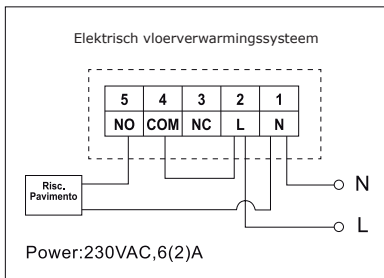 Elektrisch vloerverwarmingssysteem
5 4 3 2 1
NO COM NC L N
Risc.
Pavimento
N
L
Power:230VAC,6(2)A